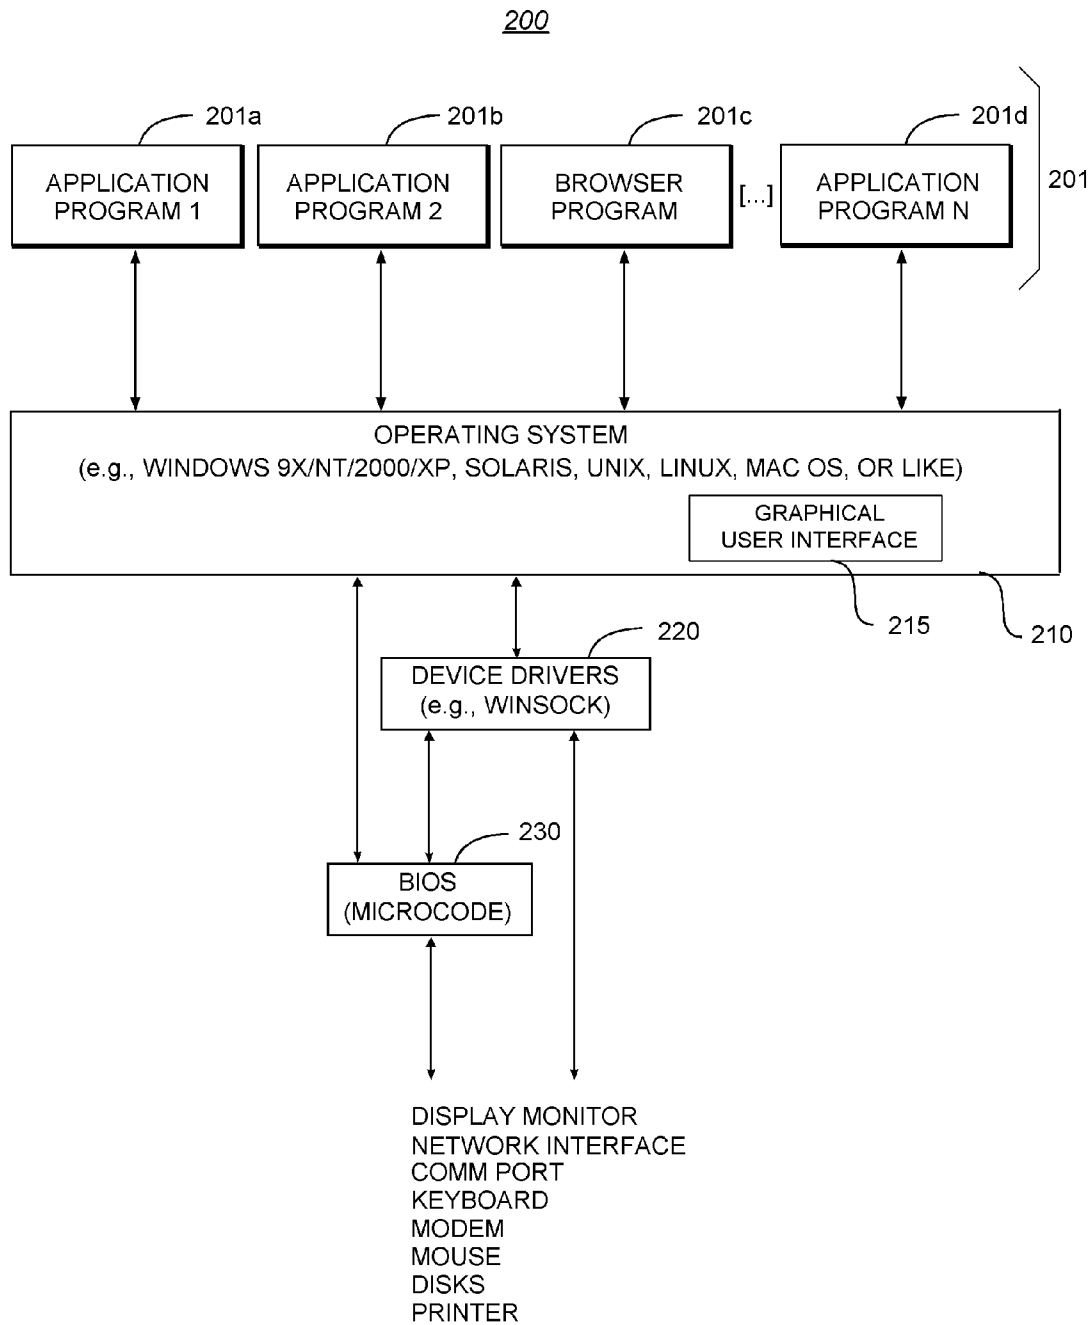 200
201a
201b
201c
201d
APPLICATION
PROGRAM 1
APPLICATION
PROGRAM 2
BROWSER
PROGRAM
[...]
APPLICATION
PROGRAM N
201
OPERATING SYSTEM
(e.g., WINDOWS 9X/NT/2000/XP, SOLARIS, UNIX, LINUX, MAC OS, OR LIKE)
GRAPHICAL
USER INTERFACE
215
210
220
DEVICE DRIVERS
(e.g., WINSOCK)
230
BIOS
(MICROCODE)
DISPLAY MONITOR
NETWORK INTERFACE
COMM PORT
KEYBOARD
MODEM
MOUSE
DISKS
PRINTER